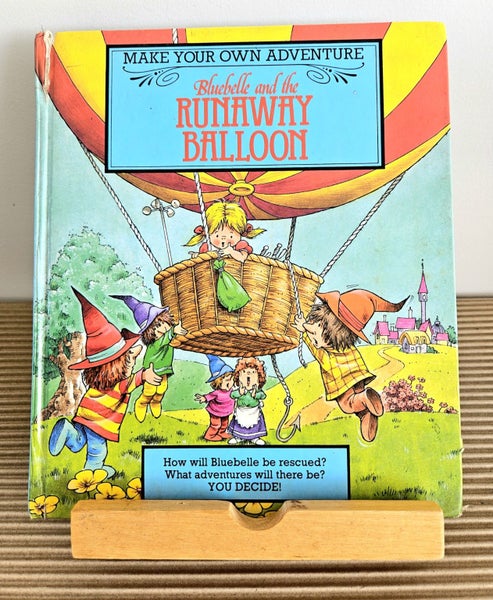 MAKE YOUR OWN ADVENTURE
Bluebelle and the
RUNAWAY
BALLOON
How will Bluebelle be rescued?
What adventures will there be?
YOU DECIDE!